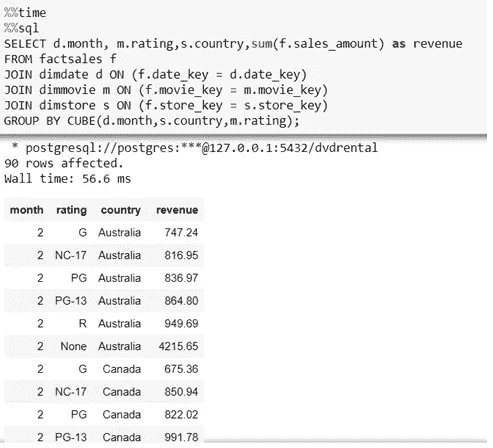 %%time
%%sql
SELECT d.month, m.rating,s.country,sum(f.sales_amount) as revenue
FROM factsales f
JOIN dimdate d ON (f.date_key = d.date_key)
JOIN dimmovie m ON (f.movie_key = m.movie_key)
JOIN dimstore s ON (f.store_key = s.store_key)
GROUP BY CUBE(d.month,s.country,m.rating);
* postgresql://postgres:***@127.0.0.1:5432/dvdrental
90 rows affected.
Wall time: 56.6 ms
month rating country revenue
2 G Australia 747.24
2 NC-17 Australia 816.95
2 PG Australia 836.97
2 PG-13 Australia 864.80
2 R Australia 949.69
2 None Australia 4215.65
2 G Canada 675.36
2 NC-17 Canada 850.94
2 PG Canada 822.02
2 PG-13 Canada 991.78